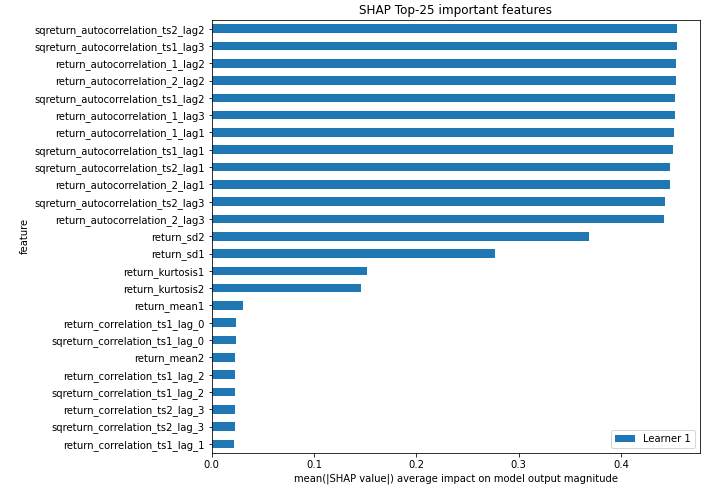 SHAP Top-25 important features
sqreturn_autocorrelation_ts2_lag2
sqreturn_autocorrelation_ts1_lag3
return_autocorrelation_1_lag2
return_autocorrelation_2_lag2
sqreturn_autocorrelation_ts1_lag2
return_autocorrelation_1_lag3
return_autocorrelation_1_lag1
sqreturn_autocorrelation_ts1_lag1
sqreturn_autocorrelation_ts2_lag1
return_autocorrelation_2_lag1
sqreturn_autocorrelation_ts2_lag3
return_autocorrelation_2_lag3
return_sd2
return_sd1
return_kurtosis1
return_kurtosis2
return_mean1
return_correlation_ts1_lag_0
sqreturn_correlation_ts1_lag_0
return_mean2
return_correlation_ts1_lag_2
sqreturn_correlation_ts1_lag_2
return_correlation_ts2_lag_3
sqreturn_correlation_ts2_lag_3
return_correlation_ts1_lag_1
feature
Learner 1
0.0 0.1 0.2 0.3 0.4
mean(|SHAP value|) average impact on model output magnitude